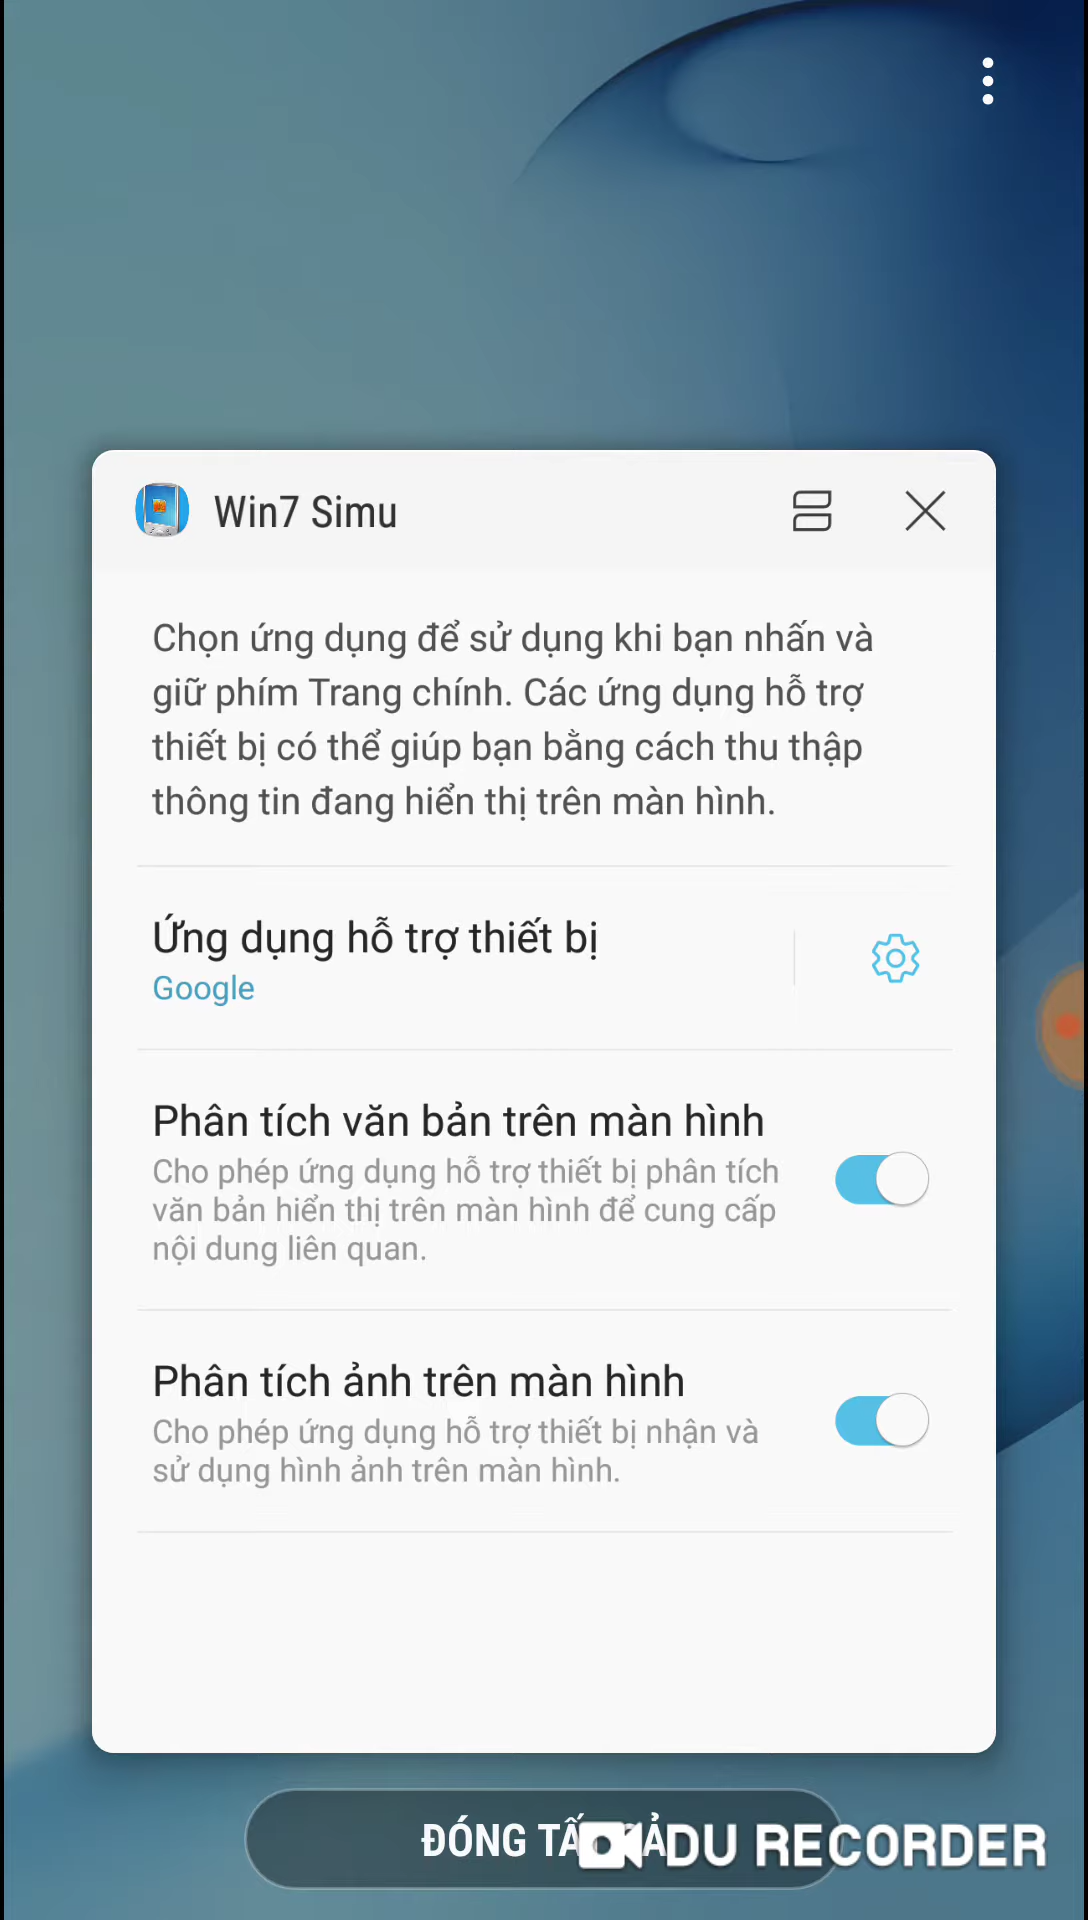 Win7 Simu
Chọn ứng dụng để sử dụng khi bạn nhấn và
giữ phím Trang chính. Các ứng dụng hỗ trợ
thiết bị có thể giúp bạn bằng cách thu thập
thông tin đang hiển thị trên màn hình.
Ứng dụng hỗ trợ thiết bị
Google
Phân tích văn bản trên màn hình
Cho phép ứng dụng hỗ trợ thiết bị phân tích
văn bản hiển thị trên màn hình để cung cấp
nội dung liên quan.
Phân tích ảnh trên màn hình
Cho phép ứng dụng hỗ trợ thiết bị nhận và
sử dụng hình ảnh trên màn hình.
ĐÓNG
DU RECORDER